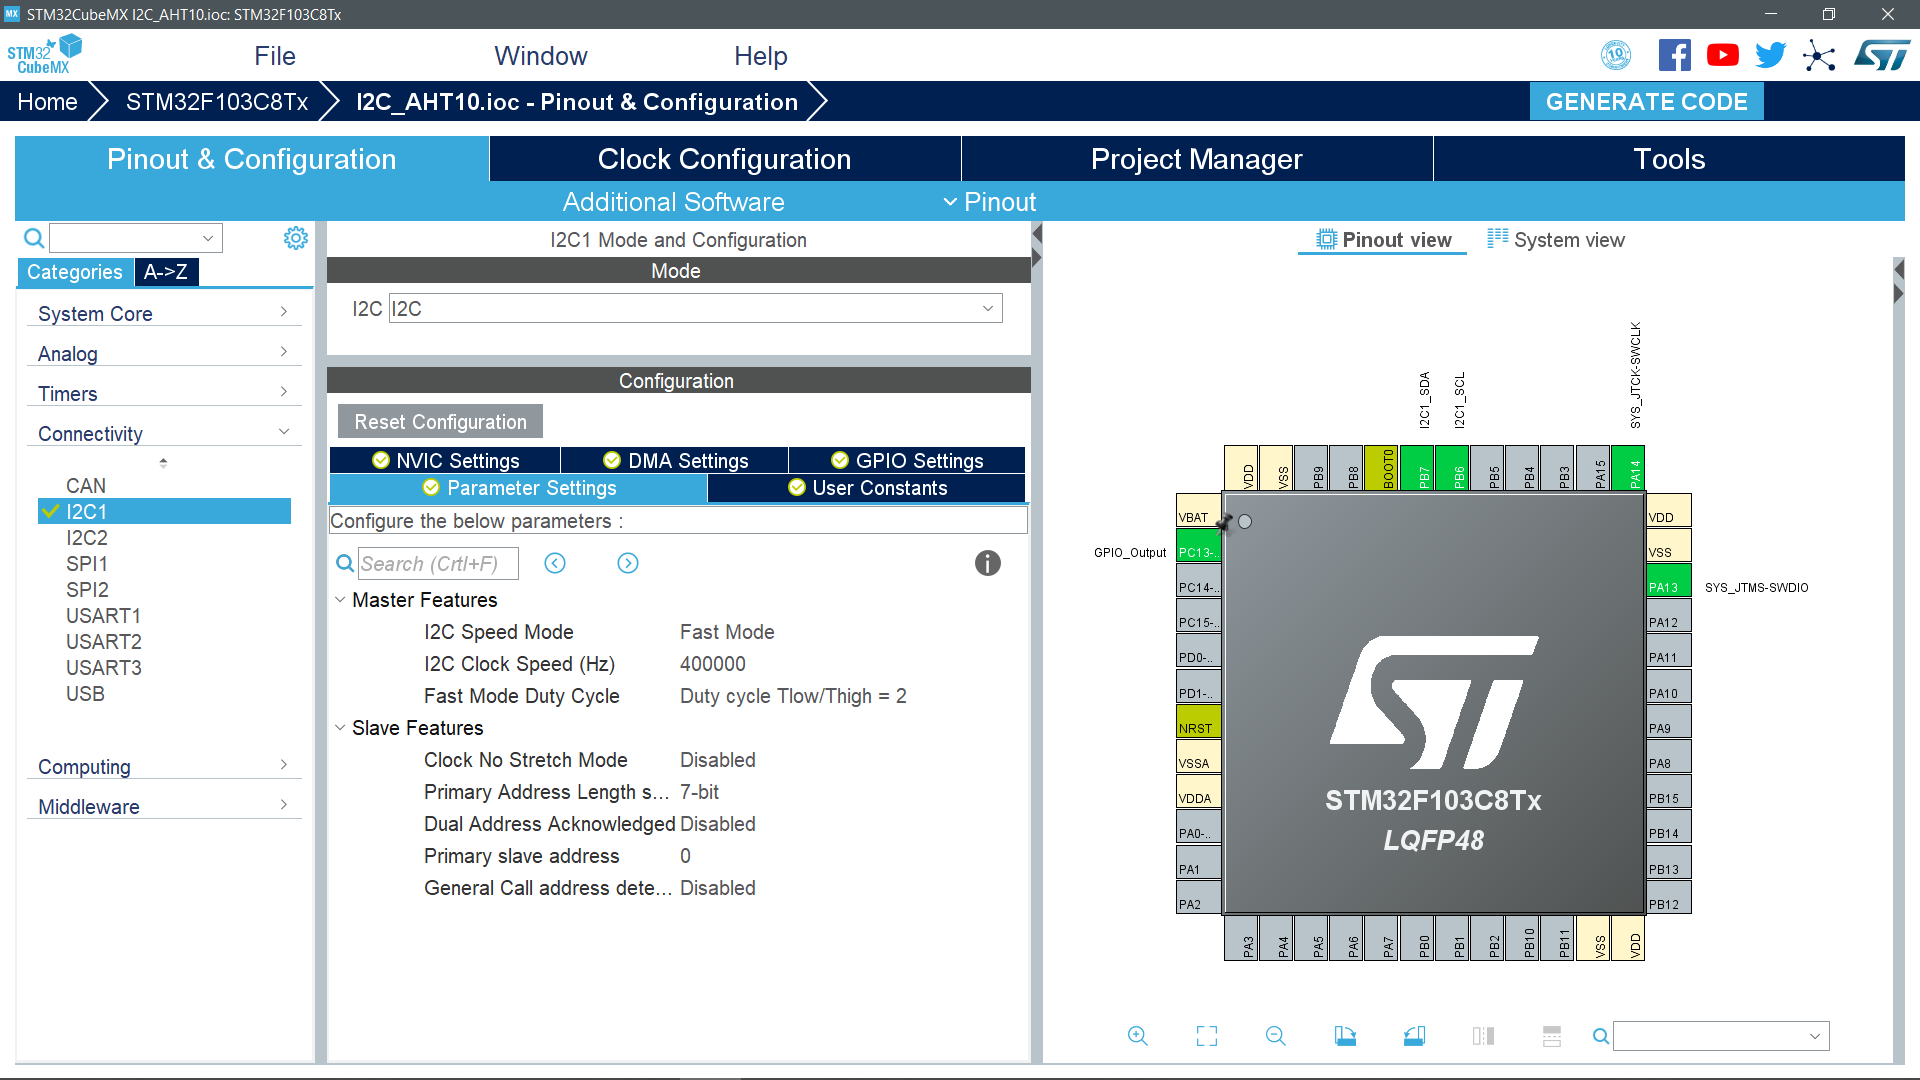 STM32CubeMX I2C_AHT10.ioc: STM32F103C8Tx
STM32
CubeMX
File
Window
Help
10
Home
STM32F103C8Tx
I2C_AHT10.ioc - Pinout & Configuration
GENERATE CODE
Pinout & Configuration
Clock Configuration
Project Manager
Tools
Additional Software
Pinout
Categories
A->Z
System Core
Analog
Timers
Connectivity
CAN
I2C1
I2C2
SPI1
SPI2
USART1
USART2
USART3
USB
Computing
Middleware
I2C1 Mode and Configuration
Mode
I2C I2C
Configuration
Reset Configuration
NVIC Settings
DMA Settings
GPIO Settings
Parameter Settings
User Constants
Configure the below parameters :
Search (Crtl+F)
Master Features
I2C Speed Mode Fast Mode
I2C Clock Speed (Hz) 400000
Fast Mode Duty Cycle Duty cycle Tlow/Thigh = 2
Slave Features
Clock No Stretch Mode Disabled
Primary Address Length s... 7-bit
Dual Address Acknowledged Disabled
Primary slave address 0
General Call address dete... Disabled
Pinout view
System view
I2C1_SDA
I2C1_SCL
SYS_JTCK-SWCLK
VDD
VSS
PB9
PB8
BOOT0
PB7
PB6
PB5
PB4
PB3
PA15
PA14
VBAT
GPIO_Output
PC13-..
PC14-..
PC15-..
PD0-..
PD1-..
NRST
VSSA
VDDA
PA0-..
PA1
PA2
VDD
VSS
PA13
SYS_JTMS-SWDIO
PA12
PA11
PA10
PA9
PA8
PB15
PB14
PB13
PB12
ST
STM32F103C8Tx
LQFP48
PA3
PA4
PA5
PA6
PA7
PB0
PB1
PB2
PB10
PB11
VSS
VDD